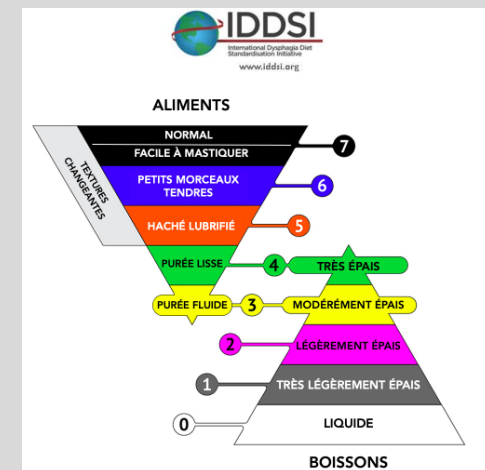 IDDSI
International Dysphagia Diet
Standardisation Initiative
www.iddsi.org
ALIMENTS
NORMAL
FACILE À MASTIQUER
7
TEXTURES
CHANGEANTES
PETITS MORCEAUX
TENDRES
6
HACHÉ LUBRIFIÉ
5
PURÉE LISSE
4
TRÈS ÉPAIS
PURÉE FLUIDE
3
MODÉRÉMENT ÉPAIS
2
LÉGÈREMENT ÉPAIS
1
TRÈS LÉGÈREMENT ÉPAIS
0
LIQUIDE
BOISSONS